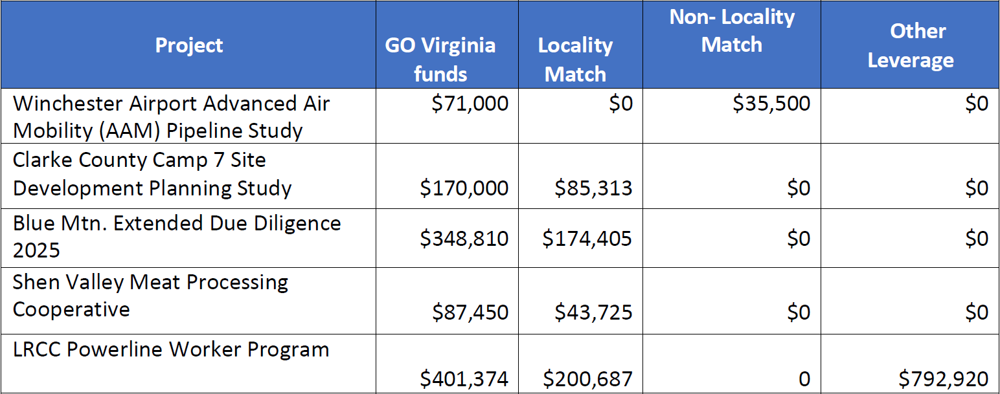 Project
GO Virginia
funds
Locality
Match
Non- Locality
Match
Other
Leverage
Winchester Airport Advanced Air
Mobility (AAM) Pipeline Study
$71,000
$0
$35,500
$0
Clarke County Camp 7 Site
Development Planning Study
$170,000
$85,313
$0
$0
Blue Mtn. Extended Due Diligence
2025
$348,810
$174,405
$0
$0
Shen Valley Meat Processing
Cooperative
$87,450
$43,725
$0
$0
LRCC Powerline Worker Program
$401,374
$200,687
0
$792,920